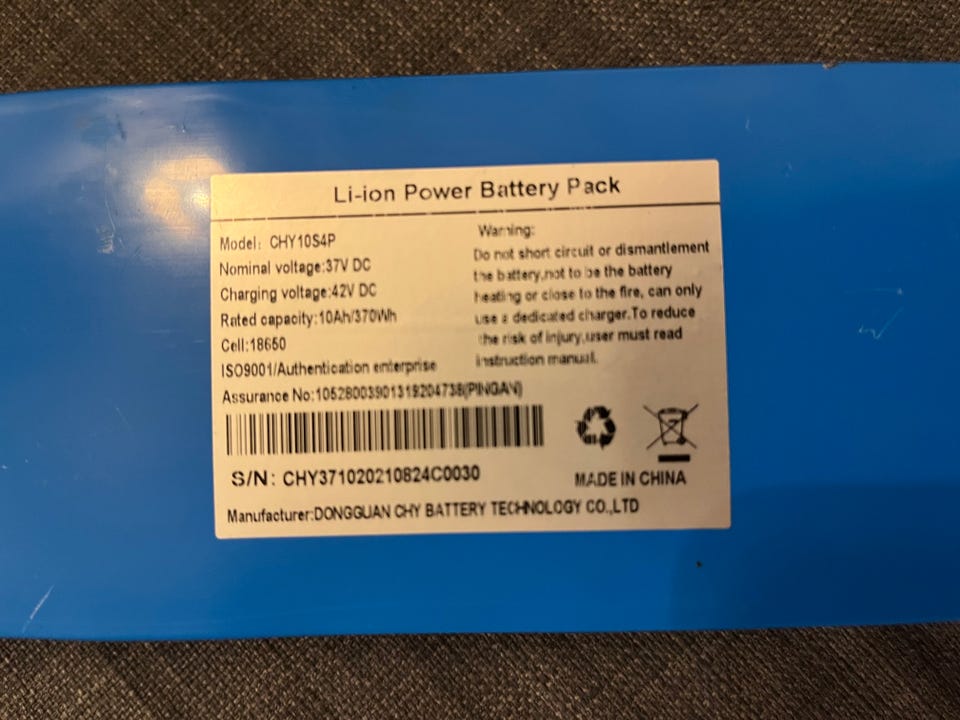 Li-ion Power Battery Pack
Model: CHY10S4P
Nominal voltage:37V DC
Charging voltage:42V DC
Rated capacity:10Ah/370Wh
Cell:18650
ISO9001/Authentication enterprise
Assurance No:10528003901319204738(PINGAN)
Warning:
Do not short circuit or dismantlement
the battery,not to be the battery
heating or close to the fire, can only
use a dedicated charger.To reduce
the risk of injury,user must read
instruction manual.
S/N: CHY371020210824C0030
MADE IN CHINA
Manufacturer:DONGGUAN CHY BATTERY TECHNOLOGY CO.,LTD